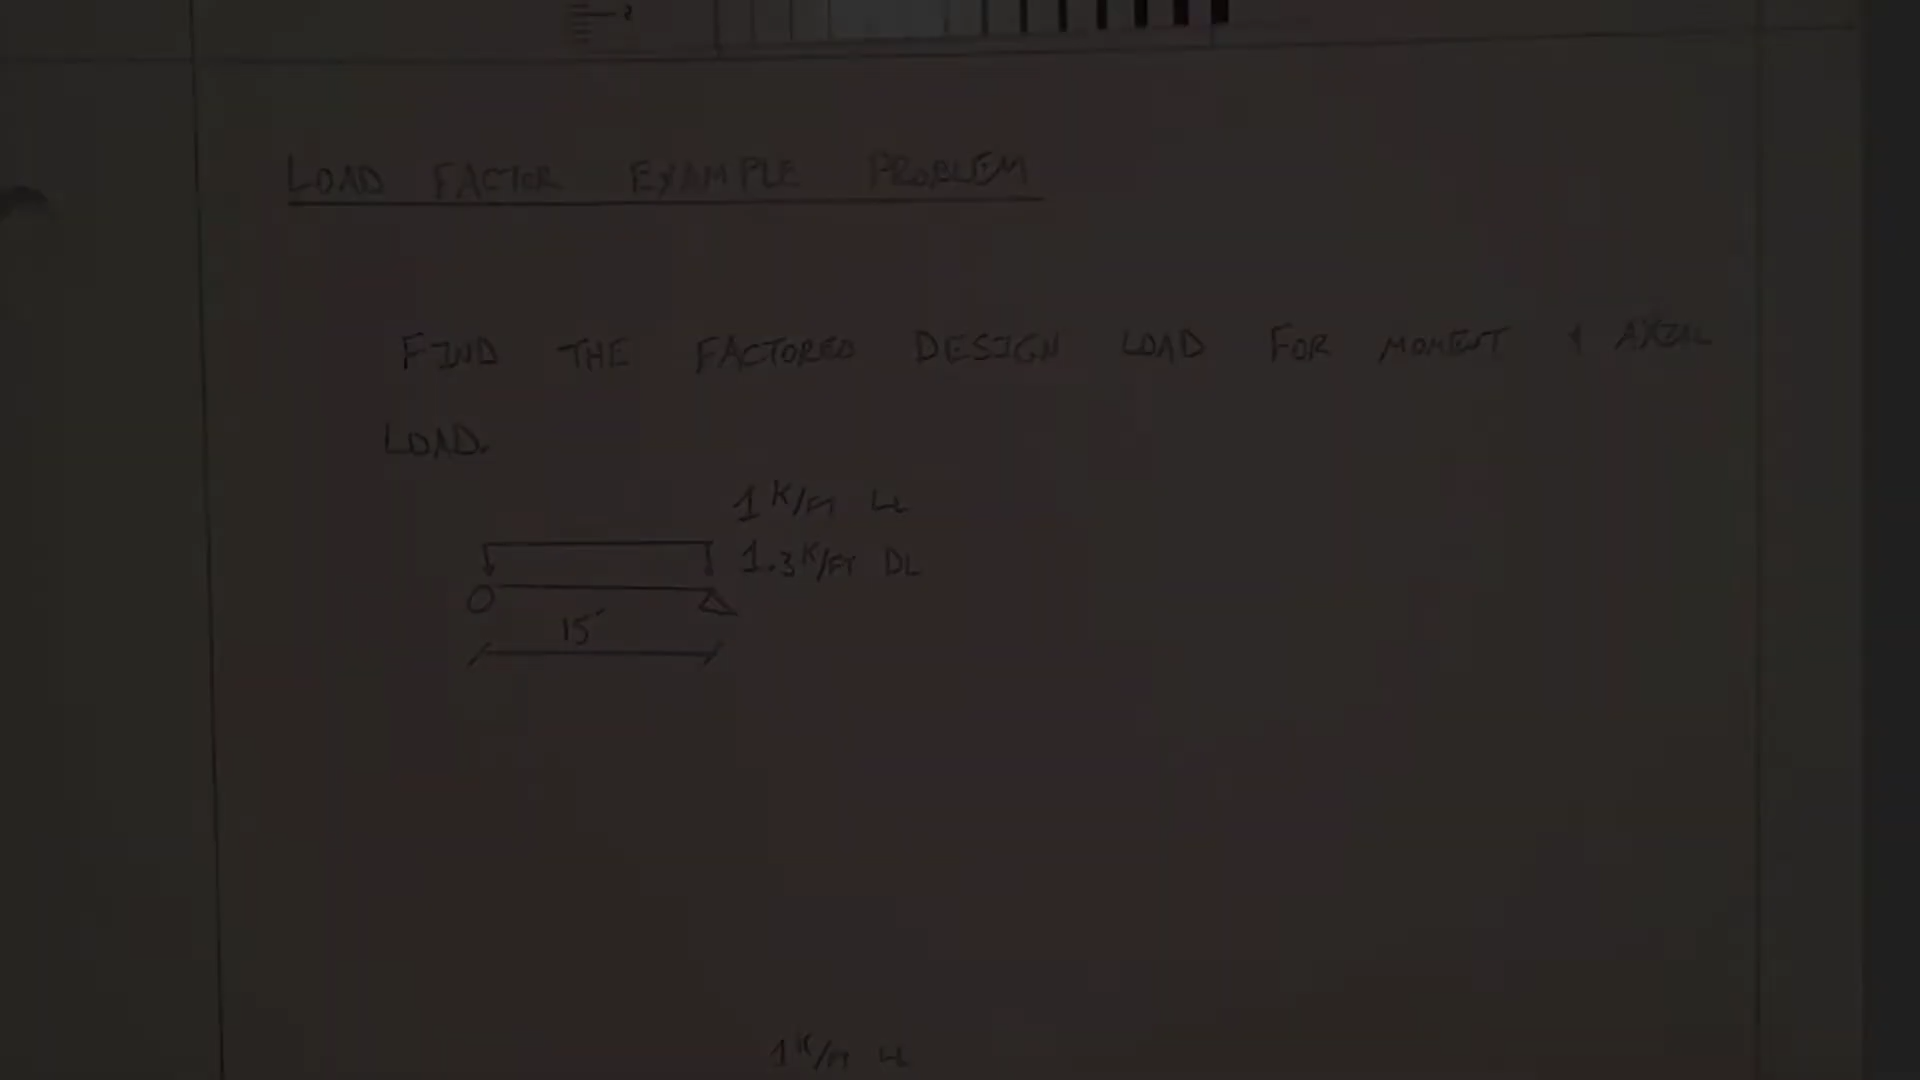 LOAD FACTOR EXAMPLE PROBLEM
FIND THE FACTORED DESIGN LOAD FOR MOMENT & AXIAL
LOAD.
1 K/FT LL
1.3 K/FT DL
15'
1 K/FT LL